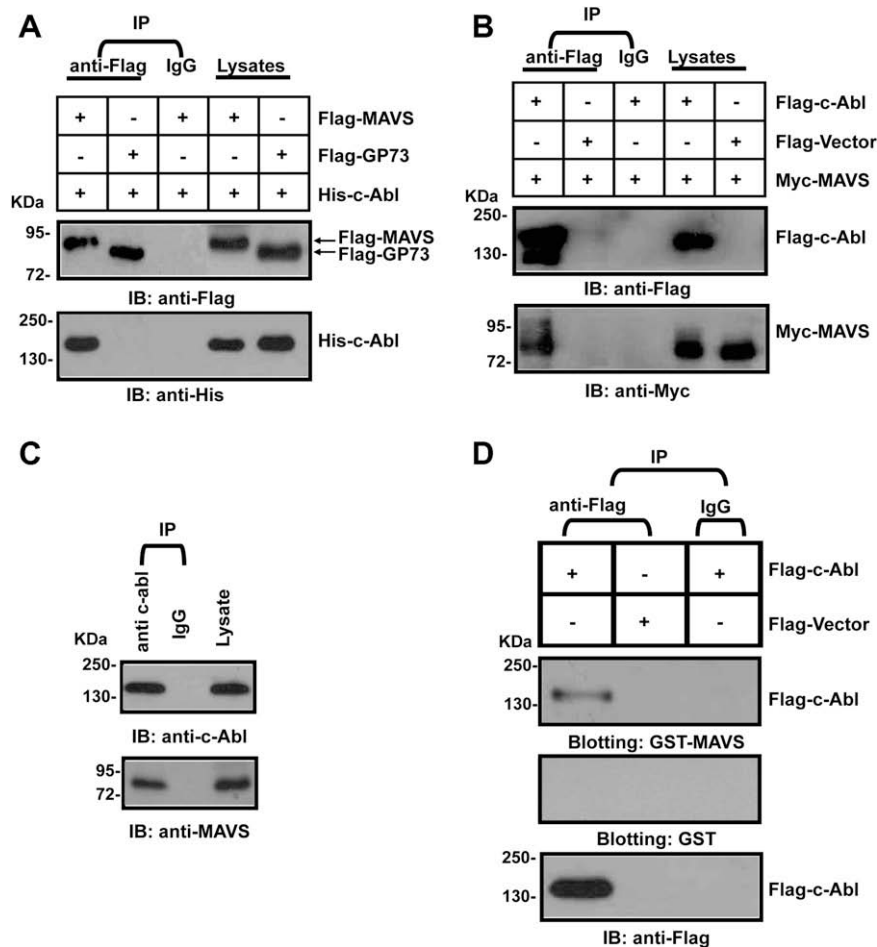 A
IP
anti-Flag IgG Lysates
+ - + + - Flag-MAVS
- + - - + Flag-GP73
+ + + + + His-c-Abl
KDa
95-
72-
Flag-MAVS
Flag-GP73
IB: anti-Flag
250-
130-
His-c-Abl
IB: anti-His
B
IP
anti-Flag IgG Lysates
+ - + + - Flag-c-Abl
- + - - + Flag-Vector
+ + + + + Myc-MAVS
KDa
250-
130-
Flag-c-Abl
IB: anti-Flag
95-
72-
Myc-MAVS
IB: anti-Myc
C
IP
anti c-abl
IgG
Lysate
KDa
250-
130-
IB: anti-c-Abl
95-
72-
IB: anti-MAVS
D
IP
anti-Flag IgG
+ - + Flag-c-Abl
- + - Flag-Vector
KDa
250-
130-
Flag-c-Abl
Blotting: GST-MAVS
Blotting: GST
250-
130-
Flag-c-Abl
IB: anti-Flag